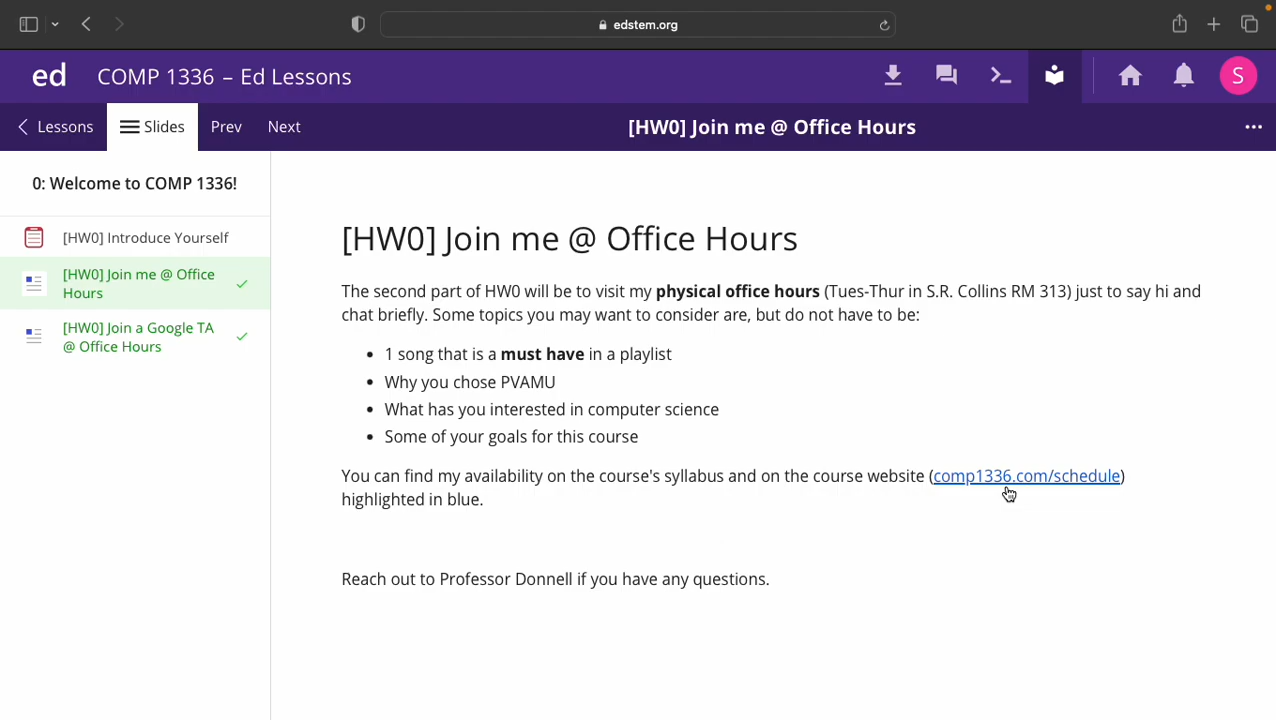 edstem.org
ed COMP 1336 – Ed Lessons
S
Lessons
Slides
Prev
Next
[HW0] Join me @ Office Hours
0: Welcome to COMP 1336!
[HW0] Introduce Yourself
[HW0] Join me @ Office
Hours
[HW0] Join a Google TA
@ Office Hours
[HW0] Join me @ Office Hours
The second part of HW0 will be to visit my physical office hours (Tues-Thur in S.R. Collins RM 313) just to say hi and
chat briefly. Some topics you may want to consider are, but do not have to be:
• 1 song that is a must have in a playlist
• Why you chose PVAMU
• What has you interested in computer science
• Some of your goals for this course
You can find my availability on the course's syllabus and on the course website (comp1336.com/schedule)
highlighted in blue.
Reach out to Professor Donnell if you have any questions.